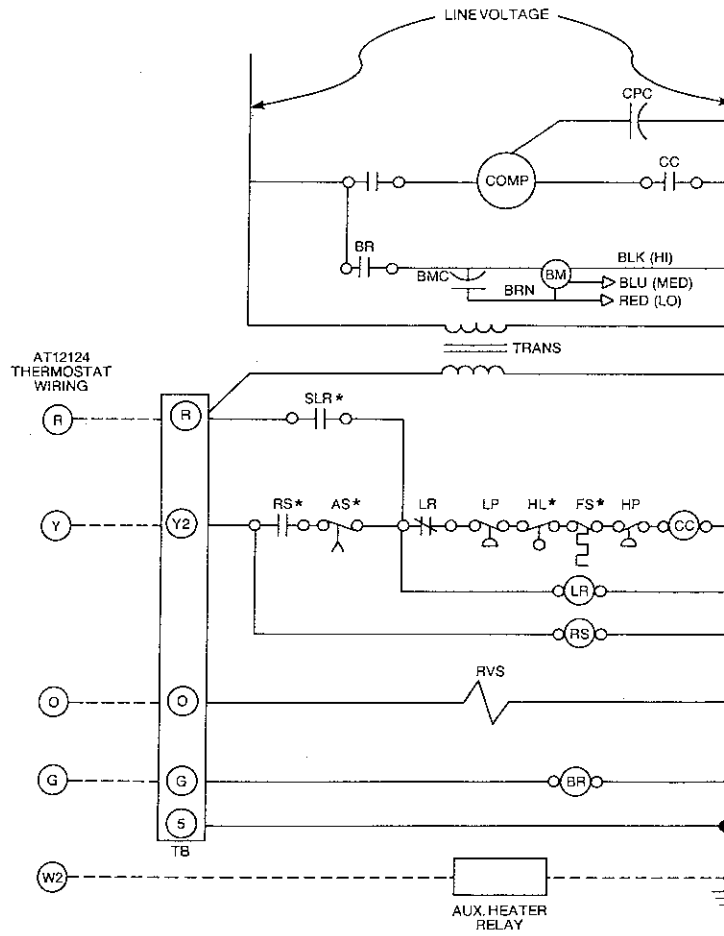 LINE VOLTAGE
CPC
COMP
CC
BR
BMC
BM
BLK (HI)
BLU (MED)
BRN
RED (LO)
TRANS
AT12124
THERMOSTAT
WIRING
R
R
SLR*
Y
Y2
RS*
AS*
LR
LP
HL*
FS*
HP
CC
LR
RS
O
O
RVS
G
G
BR
5
TB
W2
AUX. HEATER
RELAY